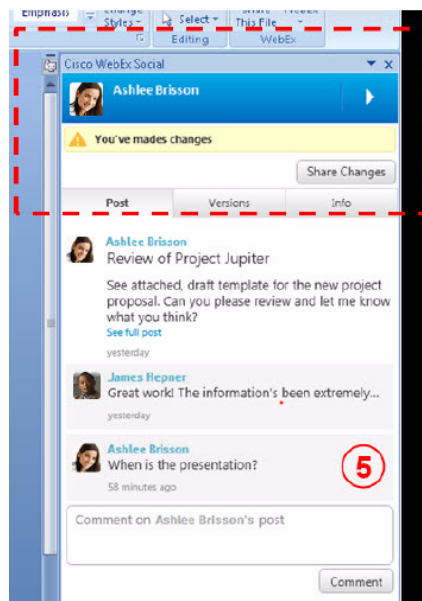 Emphasis
Change
Styles
Select
Share WebEx
This File
Editing
WebEx
Cisco WebEx Social
Ashlee Brisson
You've mades changes
Share Changes
Post Versions Info
Ashlee Brisson
Review of Project Jupiter
See attached, draft template for the new project
proposal. Can you please review and let me know
what you think?
See full post
yesterday
James Hepner
Great work! The information's been extremely...
yesterday
Ashlee Brisson
When is the presentation?
5
58 minutes ago
Comment on Ashlee Brisson's post
Comment